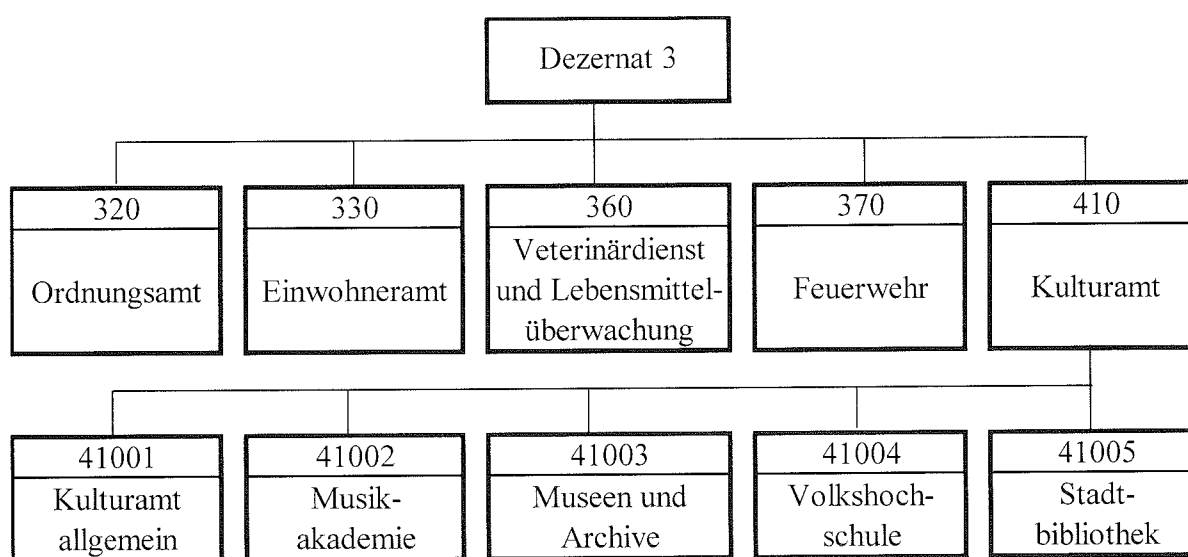 Dezernat 3
320
Ordnungsamt
330
Einwohneramt
360
Veterinärdienst
und Lebensmittel-
überwachung
370
Feuerwehr
410
Kulturamt
41001
Kulturamt
allgemein
41002
Musik-
akademie
41003
Museen und
Archive
41004
Volkshoch-
schule
41005
Stadt-
bibliothek